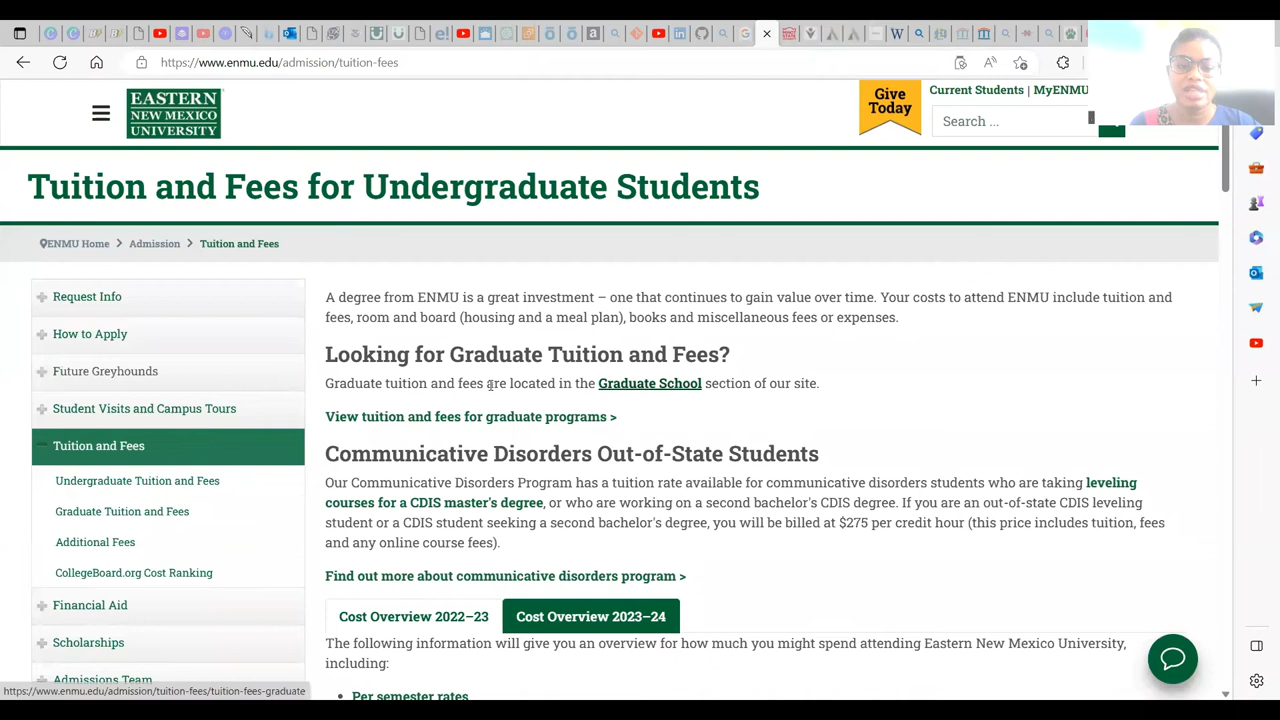 https://www.enmu.edu/admission/tuition-fees
EASTERN
NEW MEXICO
UNIVERSITY
Give
Today
Current Students | MyENMU
Search ...
Tuition and Fees for Undergraduate Students
ENMU Home
Admission
Tuition and Fees
Request Info
How to Apply
Future Greyhounds
Student Visits and Campus Tours
Tuition and Fees
Undergraduate Tuition and Fees
Graduate Tuition and Fees
Additional Fees
CollegeBoard.org Cost Ranking
Financial Aid
Scholarships
Admissions Team
A degree from ENMU is a great investment – one that continues to gain value over time. Your costs to attend ENMU include tuition and
fees, room and board (housing and a meal plan), books and miscellaneous fees or expenses.
Looking for Graduate Tuition and Fees?
Graduate tuition and fees are located in the Graduate School section of our site.
View tuition and fees for graduate programs >
Communicative Disorders Out-of-State Students
Our Communicative Disorders Program has a tuition rate available for communicative disorders students who are taking leveling
courses for a CDIS master's degree, or who are working on a second bachelor's CDIS degree. If you are an out-of-state CDIS leveling
student or a CDIS student seeking a second bachelor's degree, you will be billed at $275 per credit hour (this price includes tuition, fees
and any online course fees).
Find out more about communicative disorders program >
Cost Overview 2022–23
Cost Overview 2023–24
The following information will give you an overview for how much you might spend attending Eastern New Mexico University,
including:
• Per semester rates
https://www.enmu.edu/admission/tuition-fees/tuition-fees-graduate